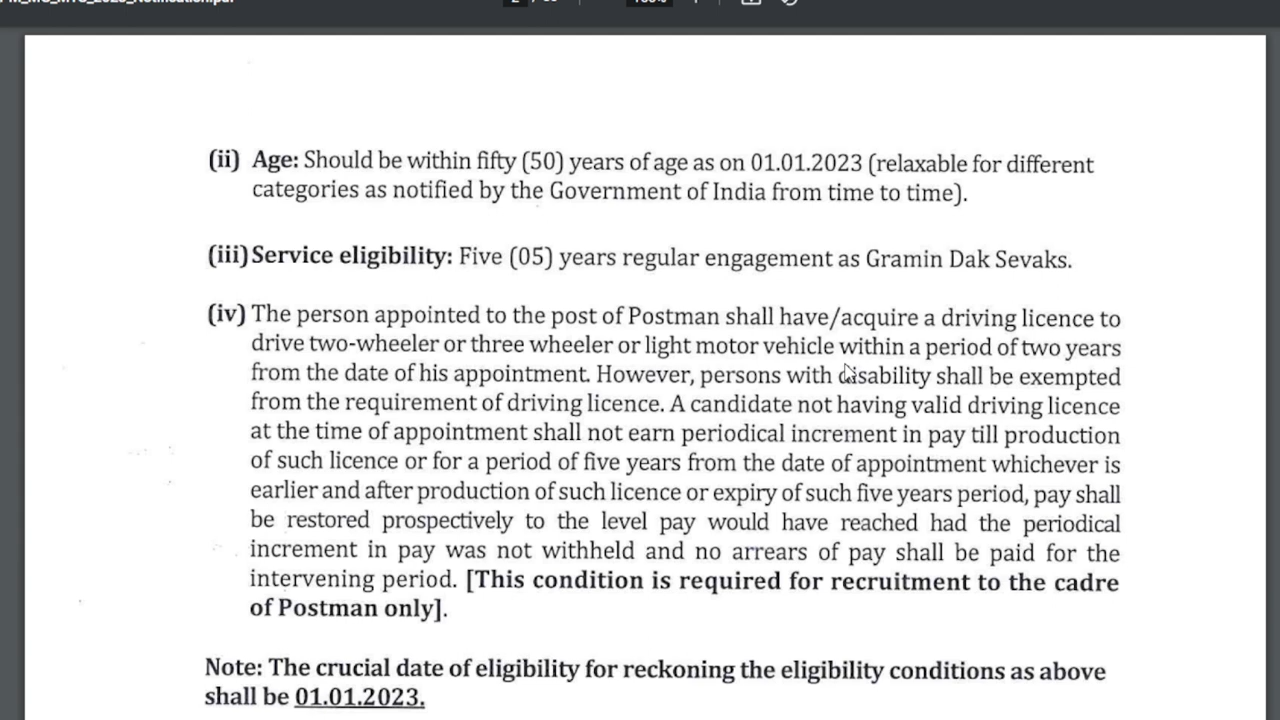 (ii) Age: Should be within fifty (50) years of age as on 01.01.2023 (relaxable for different
categories as notified by the Government of India from time to time).
(iii) Service eligibility: Five (05) years regular engagement as Gramin Dak Sevaks.
(iv) The person appointed to the post of Postman shall have/acquire a driving licence to
drive two-wheeler or three wheeler or light motor vehicle within a period of two years
from the date of his appointment. However, persons with disability shall be exempted
from the requirement of driving licence. A candidate not having valid driving licence
at the time of appointment shall not earn periodical increment in pay till production
of such licence or for a period of five years from the date of appointment whichever is
earlier and after production of such licence or expiry of such five years period, pay shall
be restored prospectively to the level pay would have reached had the periodical
increment in pay was not withheld and no arrears of pay shall be paid for the
intervening period. [This condition is required for recruitment to the cadre
of Postman only].
Note: The crucial date of eligibility for reckoning the eligibility conditions as above
shall be 01.01.2023.